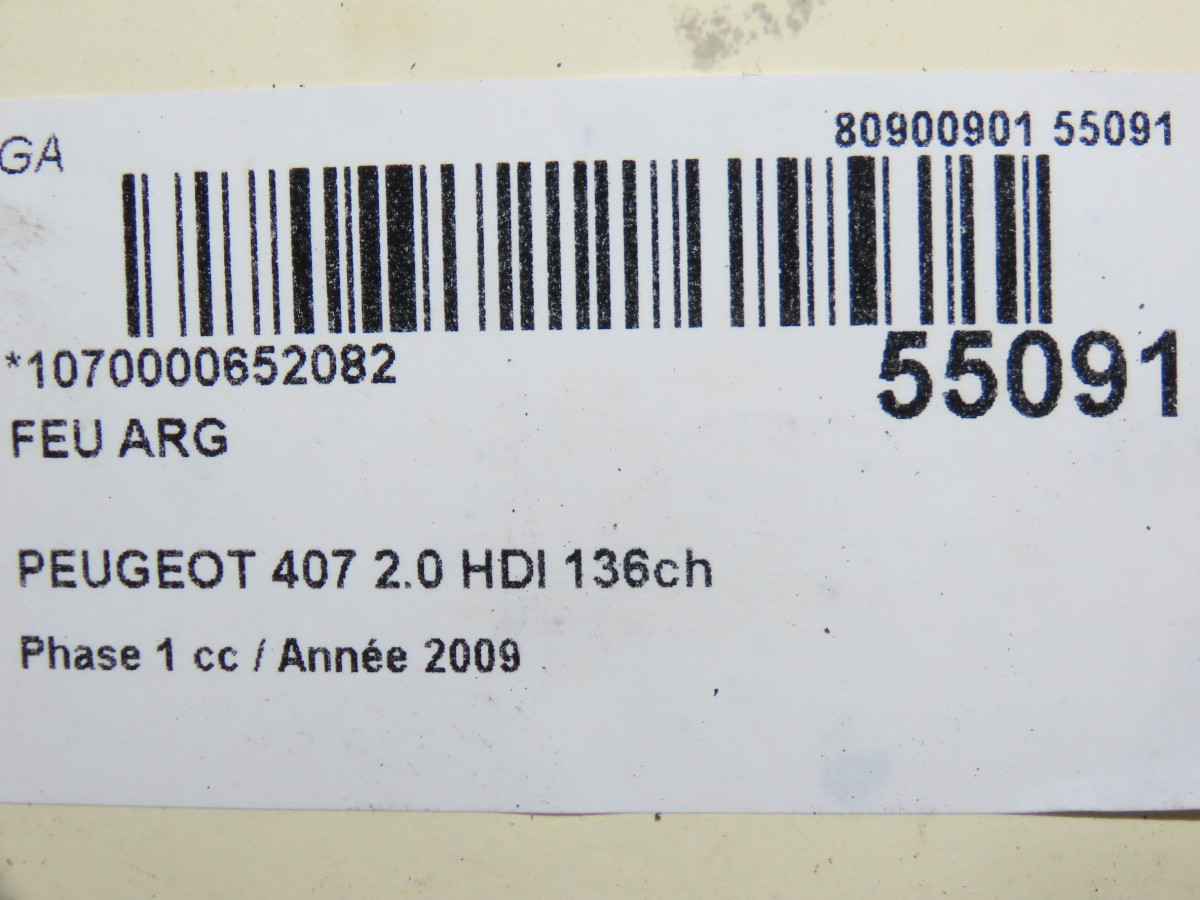 80900901 55091
GA
*1070000652082
55091
FEU ARG
PEUGEOT 407 2.0 HDI 136ch
Phase 1 cc / Année 2009